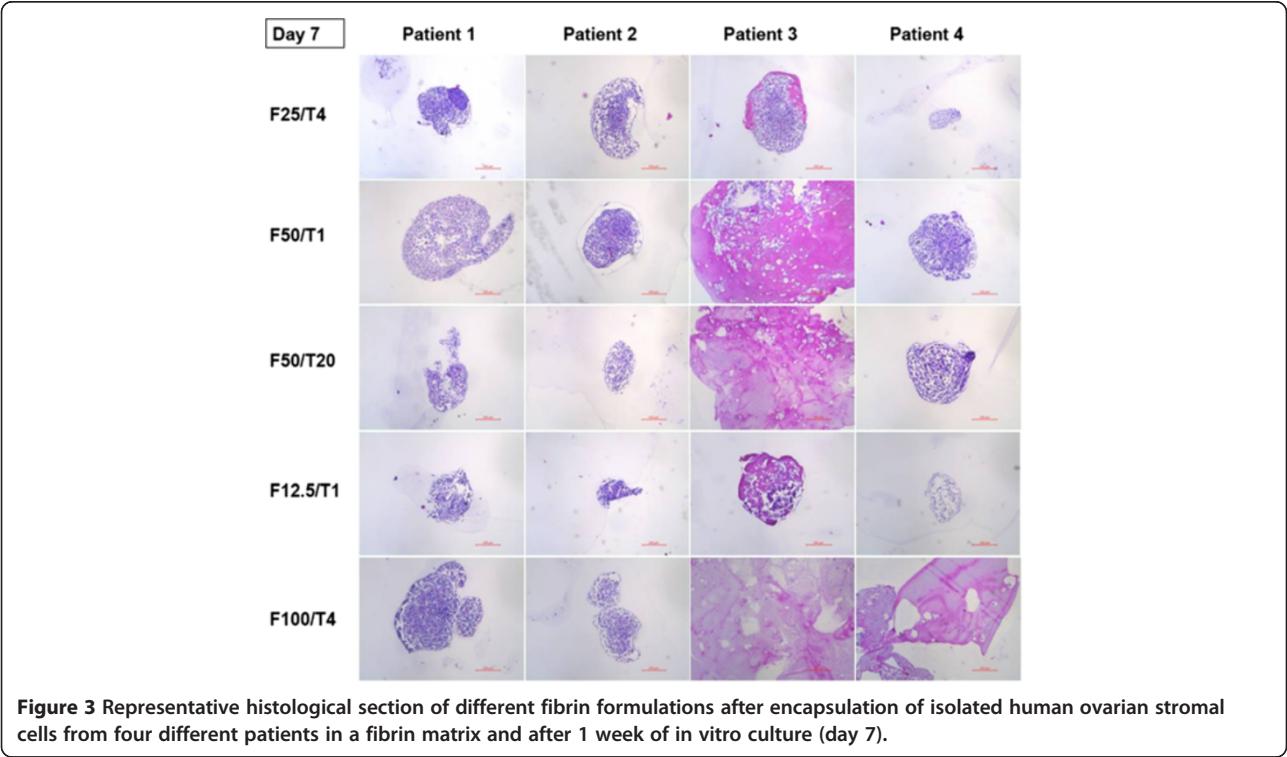 Day 7 Patient 1 Patient 2 Patient 3 Patient 4
F25/T4
F50/T1
F50/T20
F12.5/T1
F100/T4
Figure 3 Representative histological section of different fibrin formulations after encapsulation of isolated human ovarian stromal
cells from four different patients in a fibrin matrix and after 1 week of in vitro culture (day 7).